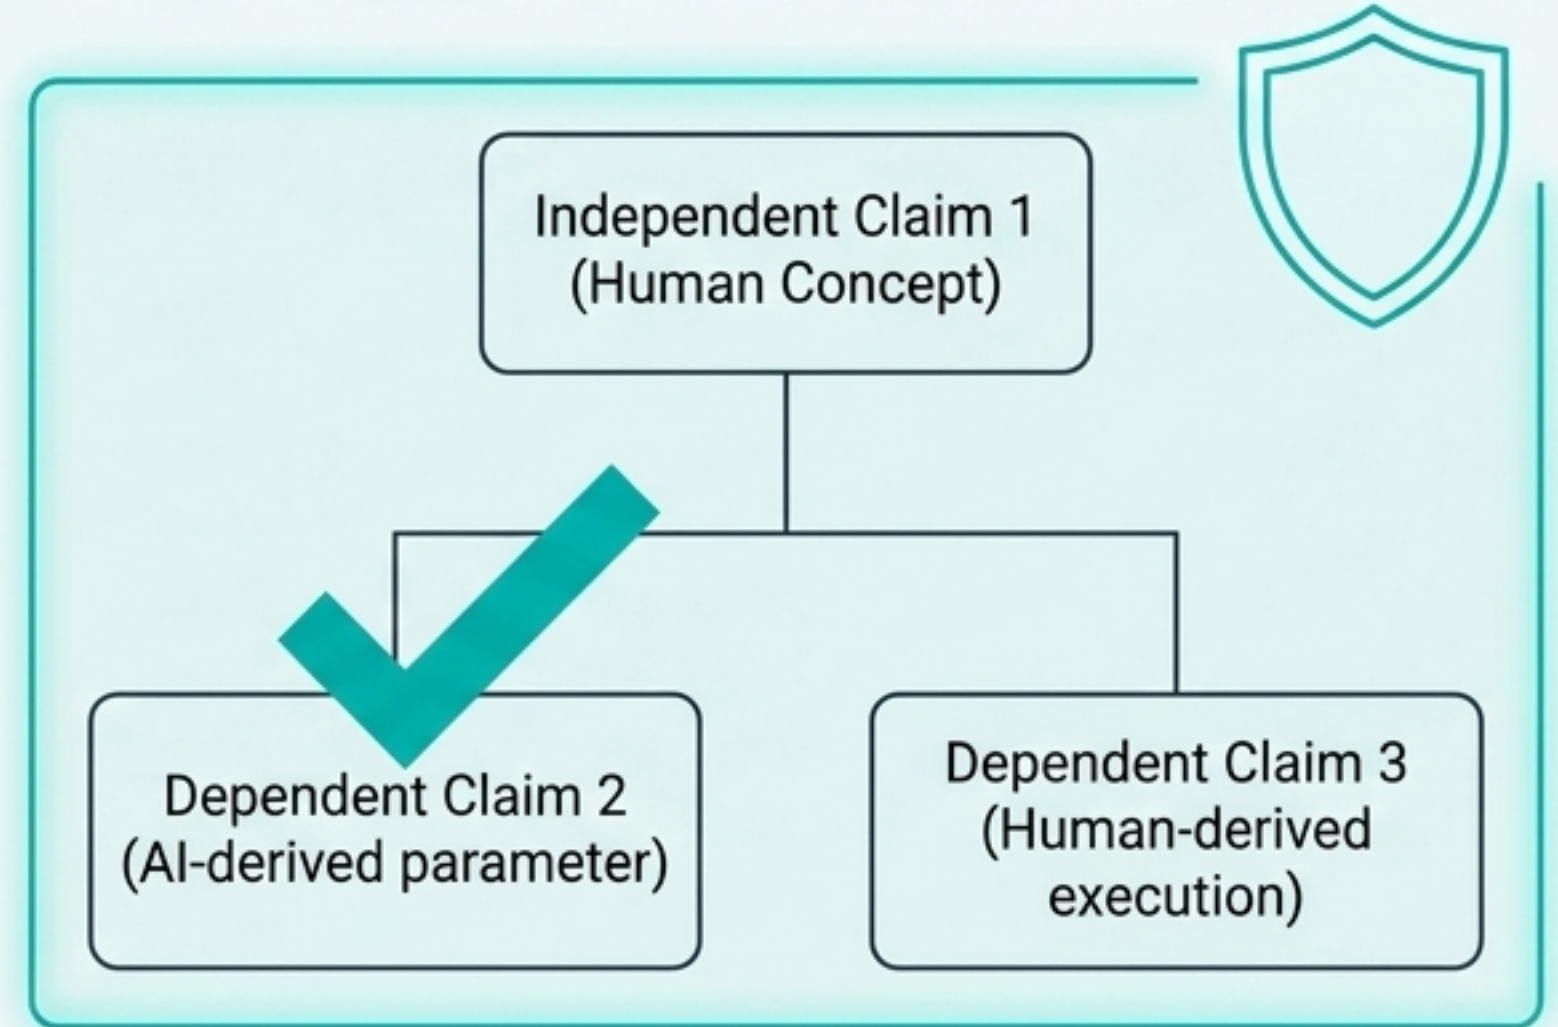 Independent Claim 1
(Human Concept)
Dependent Claim 2
(AI-derived parameter)
Dependent Claim 3
(Human-derived
execution)